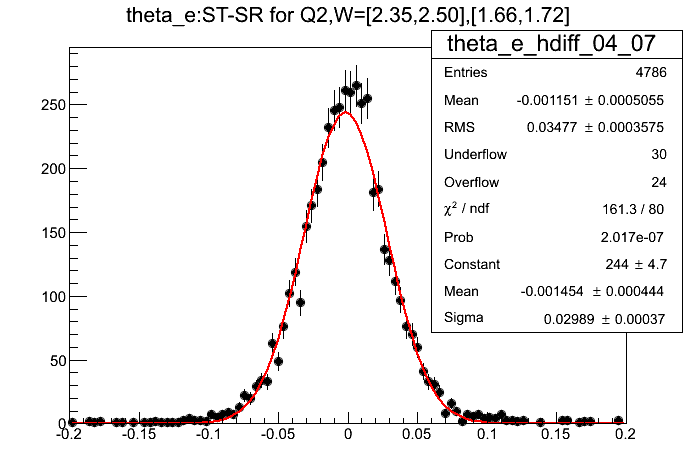 theta_e:ST-SR for Q2,W=[2.35,2.50],[1.66,1.72]
theta_e_hdiff_04_07
Entries 4786
Mean -0.001151 ± 0.0005055
RMS 0.03477 ± 0.0003575
Underflow 30
Overflow 24
χ² / ndf 161.3 / 80
Prob 2.017e-07
Constant 244 ± 4.7
Mean -0.001454 ± 0.000444
Sigma 0.02989 ± 0.00037
250
200
150
100
50
0
-0.2 -0.15 -0.1 -0.05 0 0.05 0.1 0.15 0.2